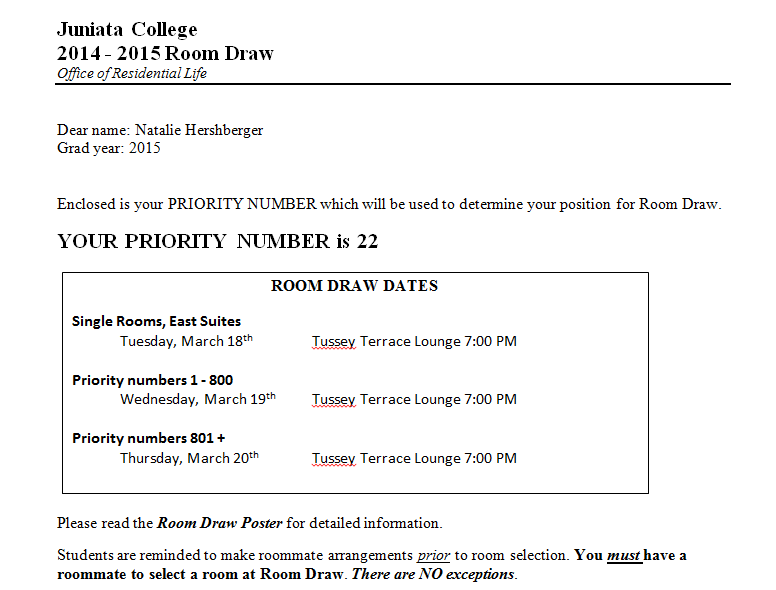 Juniata College
2014 - 2015 Room Draw
Office of Residential Life
Dear name: Natalie Hershberger
Grad year: 2015
Enclosed is your PRIORITY NUMBER which will be used to determine your position for Room Draw.
YOUR PRIORITY NUMBER is 22
ROOM DRAW DATES
Single Rooms, East Suites
Tuesday, March 18th Tussey Terrace Lounge 7:00 PM
Priority numbers 1 - 800
Wednesday, March 19th Tussey Terrace Lounge 7:00 PM
Priority numbers 801 +
Thursday, March 20th Tussey Terrace Lounge 7:00 PM
Please read the Room Draw Poster for detailed information.
Students are reminded to make roommate arrangements prior to room selection. You must have a
roommate to select a room at Room Draw. There are NO exceptions.